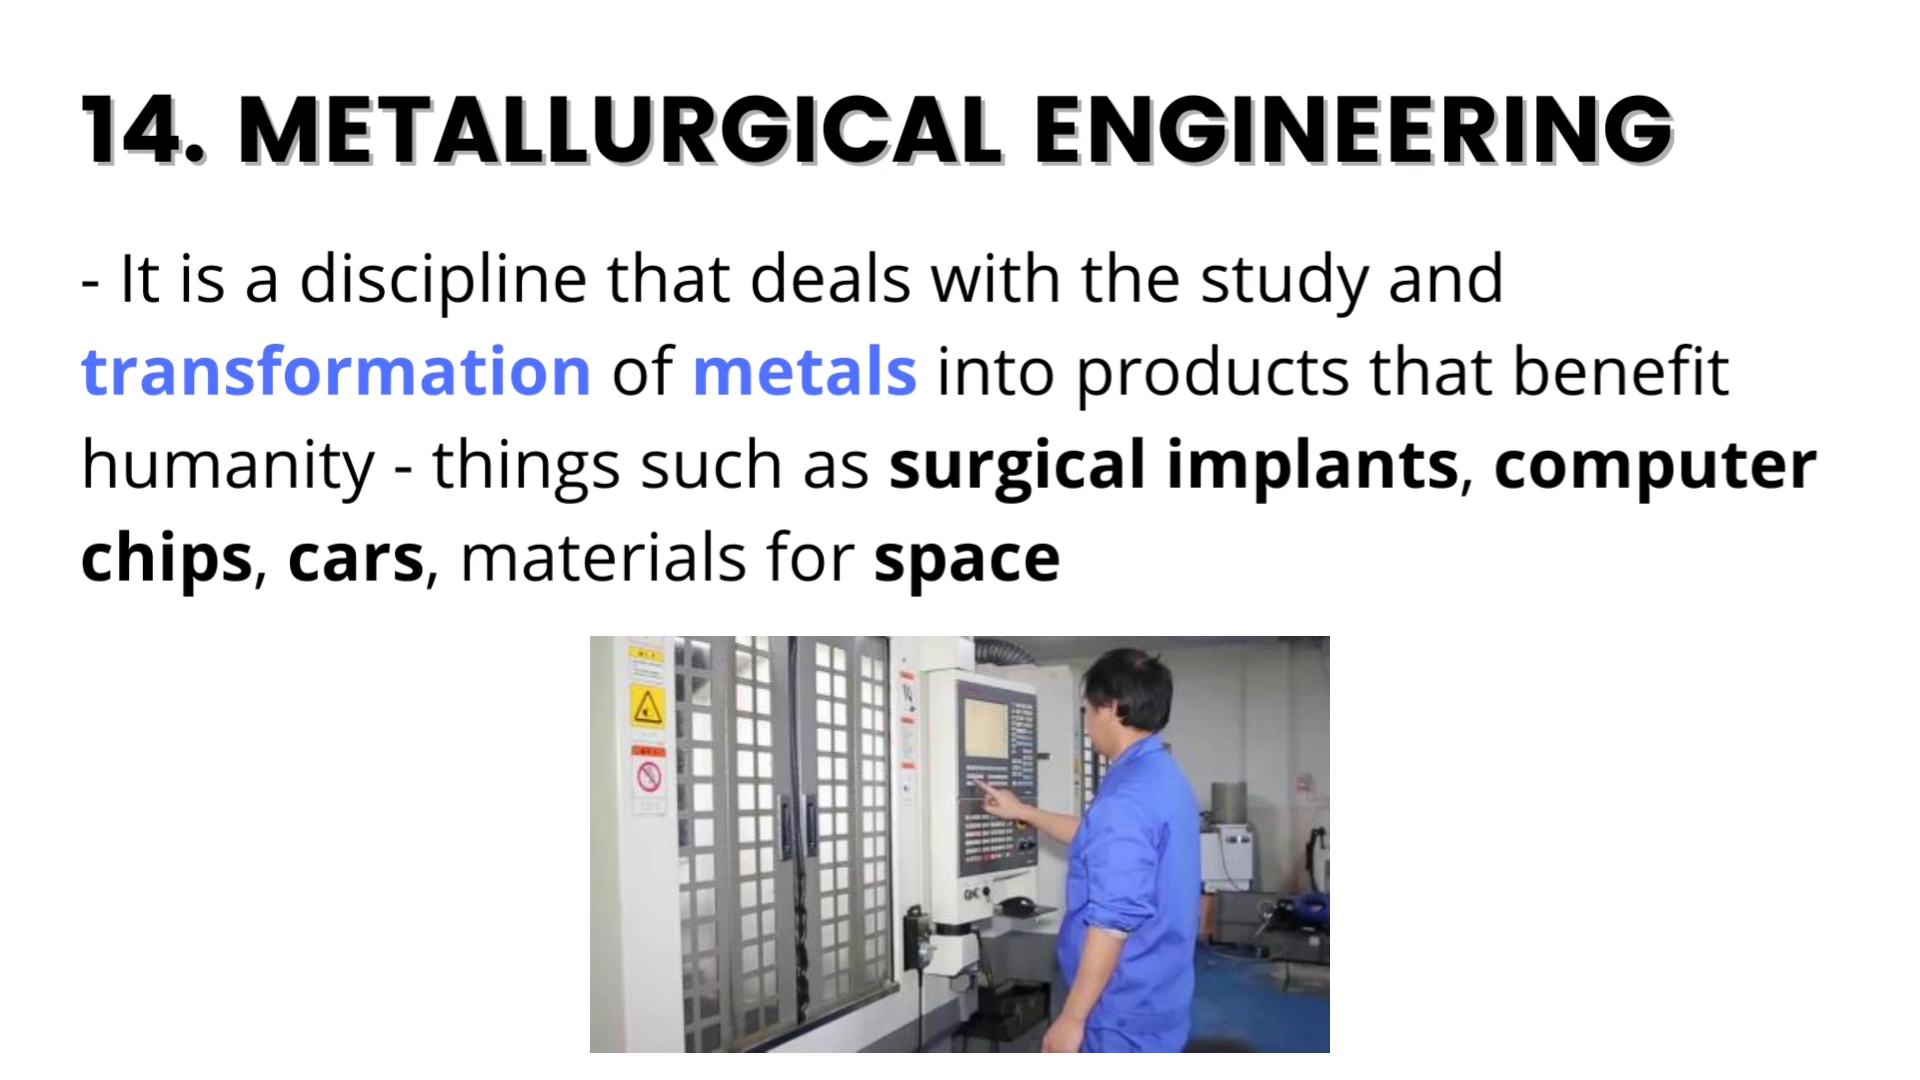 14. METALLURGICAL ENGINEERING
- It is a discipline that deals with the study and
transformation of metals into products that benefit
humanity - things such as surgical implants, computer
chips, cars, materials for space